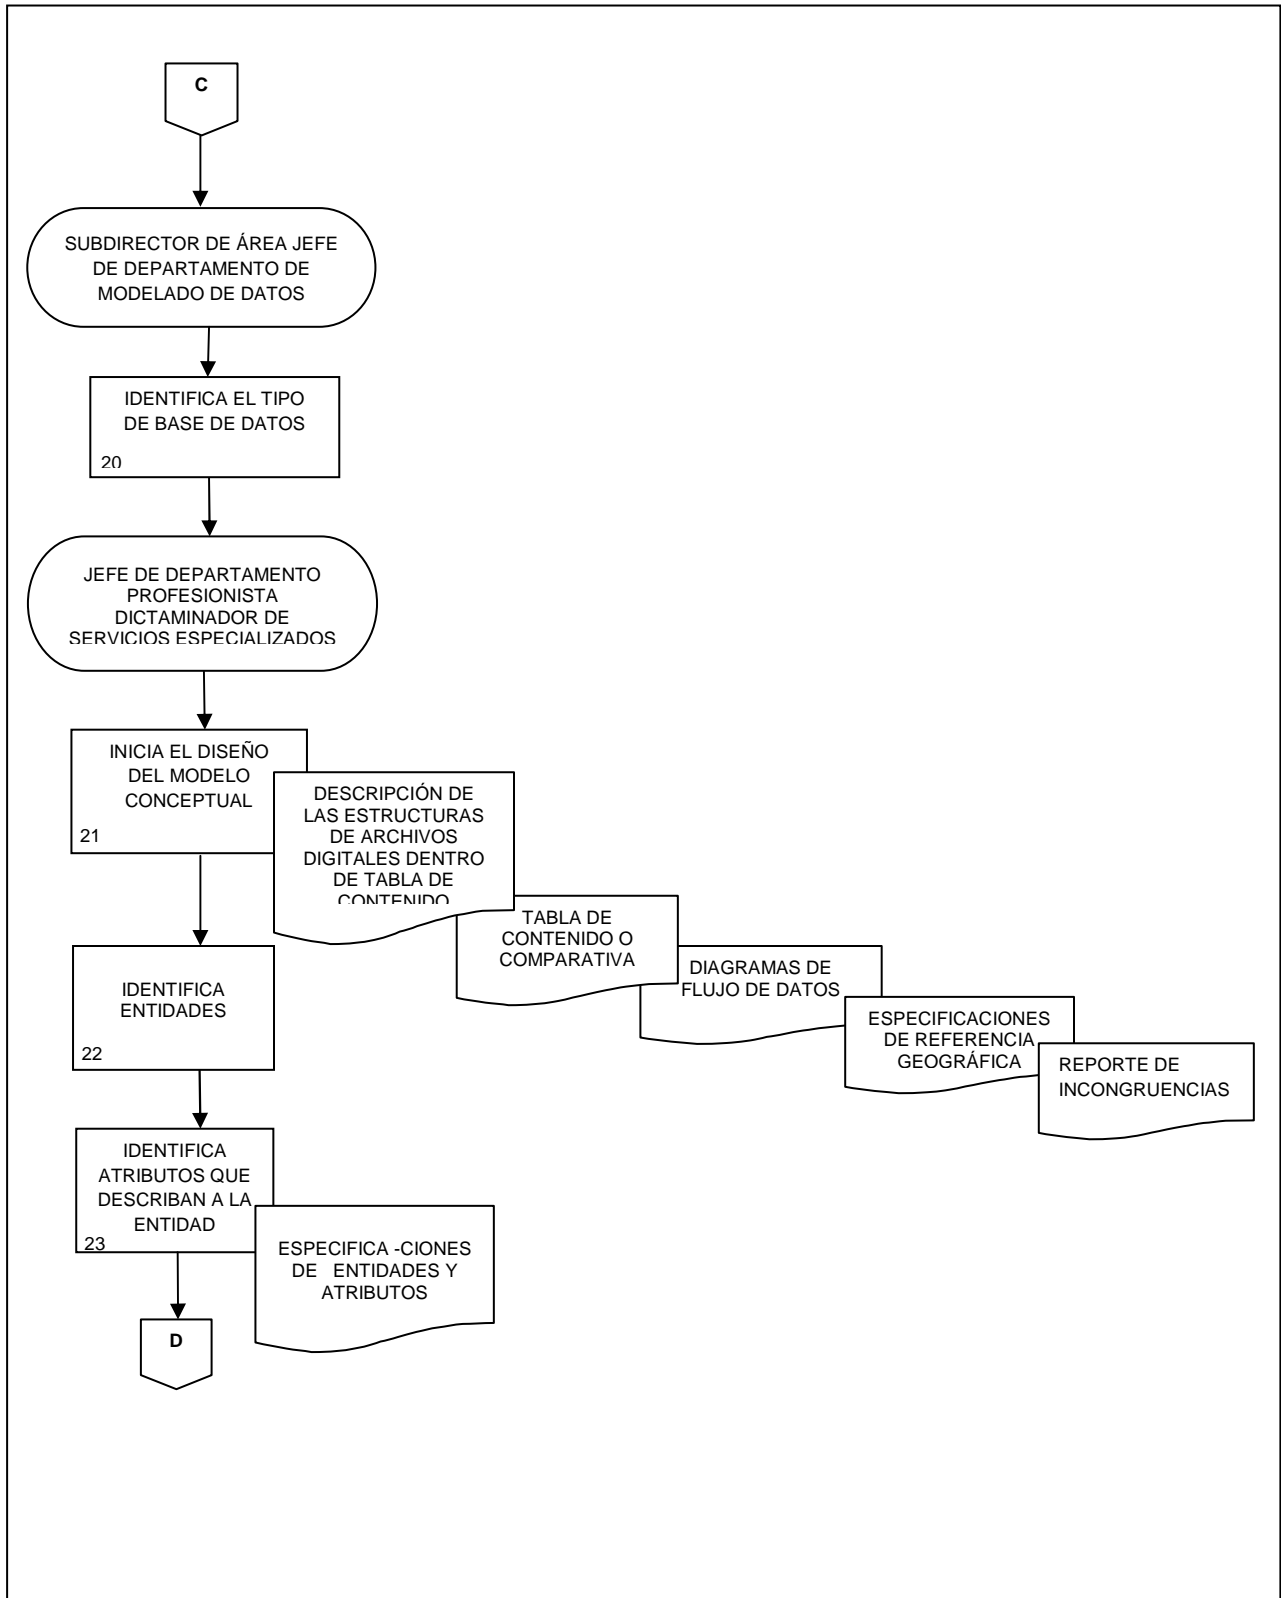 C
SUBDIRECTOR DE ÁREA JEFE
DE DEPARTAMENTO DE
MODELADO DE DATOS
IDENTIFICA EL TIPO
DE BASE DE DATOS
20
JEFE DE DEPARTAMENTO
PROFESIONISTA
DICTAMINADOR DE
SERVICIOS ESPECIALIZADOS
INICIA EL DISEÑO
DEL MODELO
CONCEPTUAL
21
DESCRIPCIÓN DE
LAS ESTRUCTURAS
DE ARCHIVOS
DIGITALES DENTRO
DE TABLA DE
CONTENIDO
TABLA DE
CONTENIDO O
COMPARATIVA
DIAGRAMAS DE
FLUJO DE DATOS
ESPECIFICACIONES
DE REFERENCIA
GEOGRÁFICA
REPORTE DE
INCONGRUENCIAS
IDENTIFICA
ENTIDADES
22
IDENTIFICA
ATRIBUTOS QUE
DESCRIBAN A LA
ENTIDAD
23
ESPECIFICA -CIONES
DE ENTIDADES Y
ATRIBUTOS
D